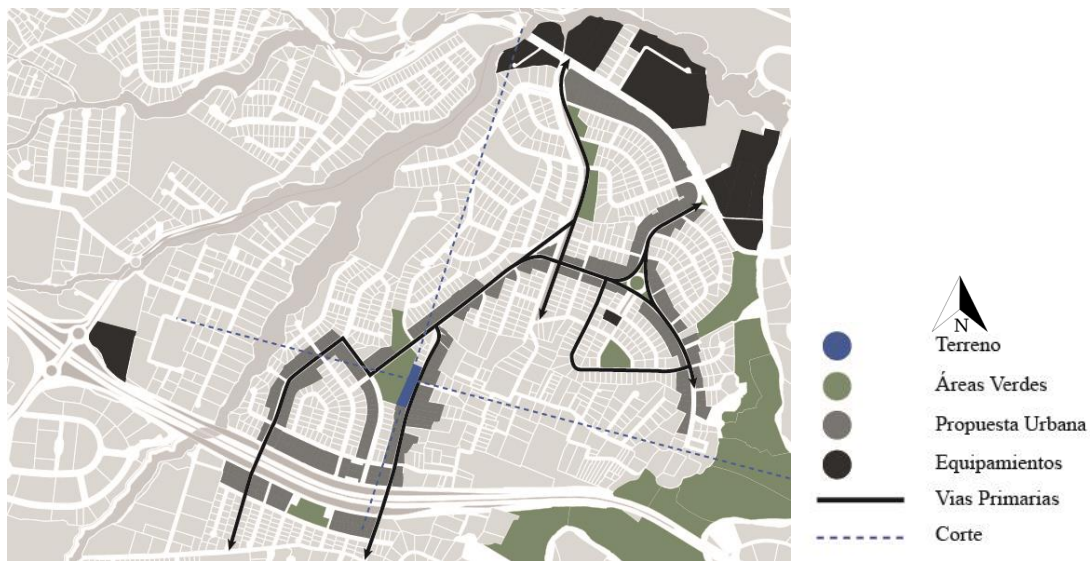 N
Terreno
Áreas Verdes
Propuesta Urbana
Equipamientos
Vias Primarias
Corte